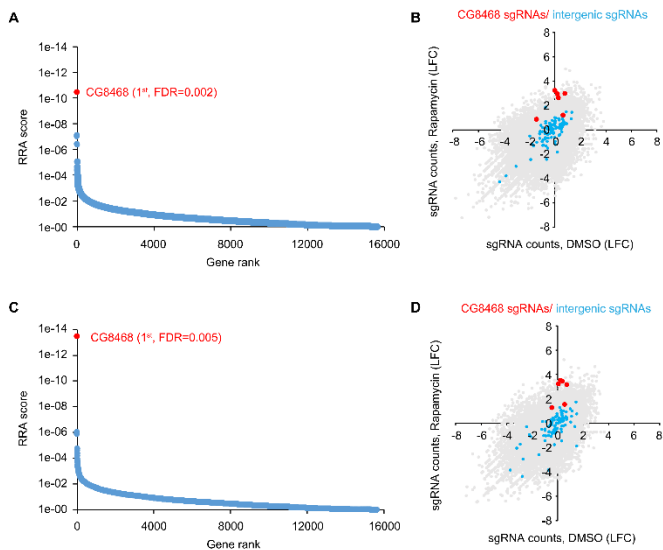 A
1e-14
1e-12
1e-10
1e-08
1e-06
1e-04
1e-02
1e-00
RRA score
CG8468 (1st, FDR=0.002)
0 4000 8000 12000 16000
Gene rank
B
CG8468 sgRNAs/ intergenic sgRNAs
sgRNA counts, Rapamycin (LFC)
8
6
4
2
0
-2
-4
-6
-8
-8 -6 -4 -2 0 2 4 6 8
sgRNA counts, DMSO (LFC)
C
1e-14
1e-12
1e-10
1e-08
1e-06
1e-04
1e-02
1e-00
RRA score
CG8468 (1st, FDR=0.005)
0 4000 8000 12000 16000
Gene rank
D
CG8468 sgRNAs/ intergenic sgRNAs
sgRNA counts, Rapamycin (LFC)
8
6
4
2
0
-2
-4
-6
-8
-8 -6 -4 -2 0 2 4 6 8
sgRNA counts, DMSO (LFC)